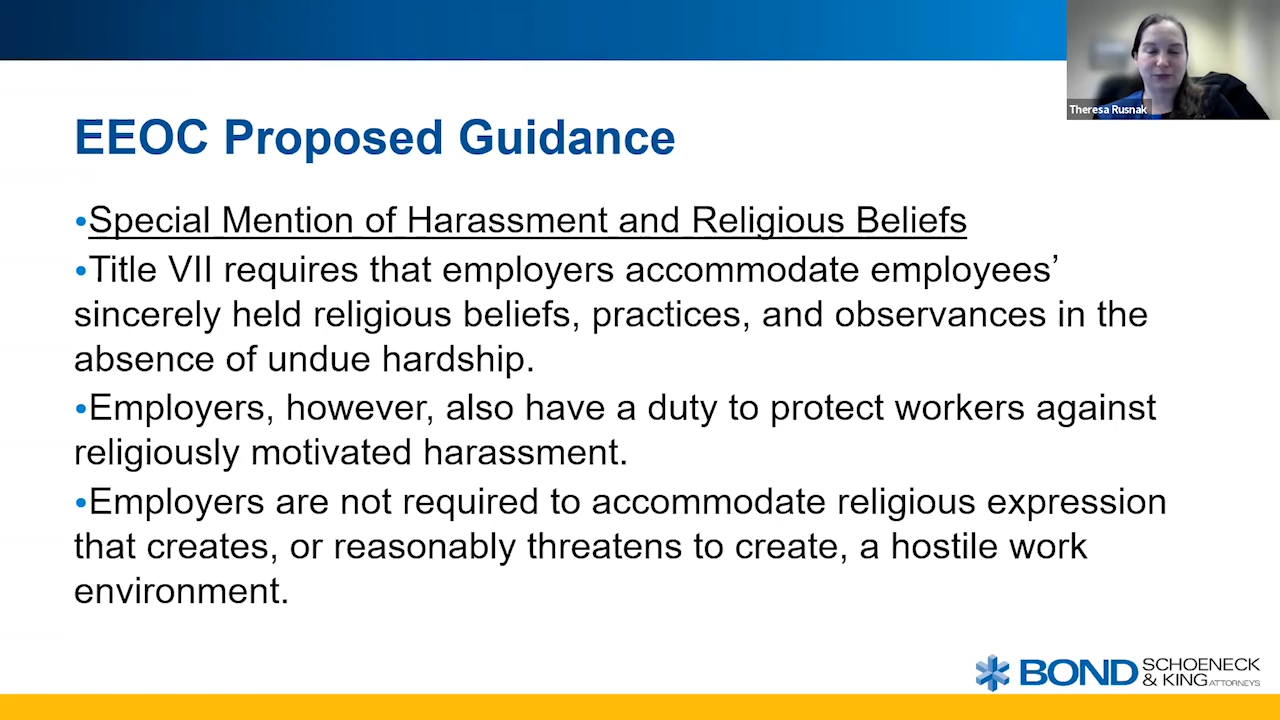 Theresa Rusnak
EEOC Proposed Guidance
•Special Mention of Harassment and Religious Beliefs
•Title VII requires that employers accommodate employees’
sincerely held religious beliefs, practices, and observances in the
absence of undue hardship.
•Employers, however, also have a duty to protect workers against
religiously motivated harassment.
•Employers are not required to accommodate religious expression
that creates, or reasonably threatens to create, a hostile work
environment.
BOND SCHOENECK
& KING ATTORNEYS